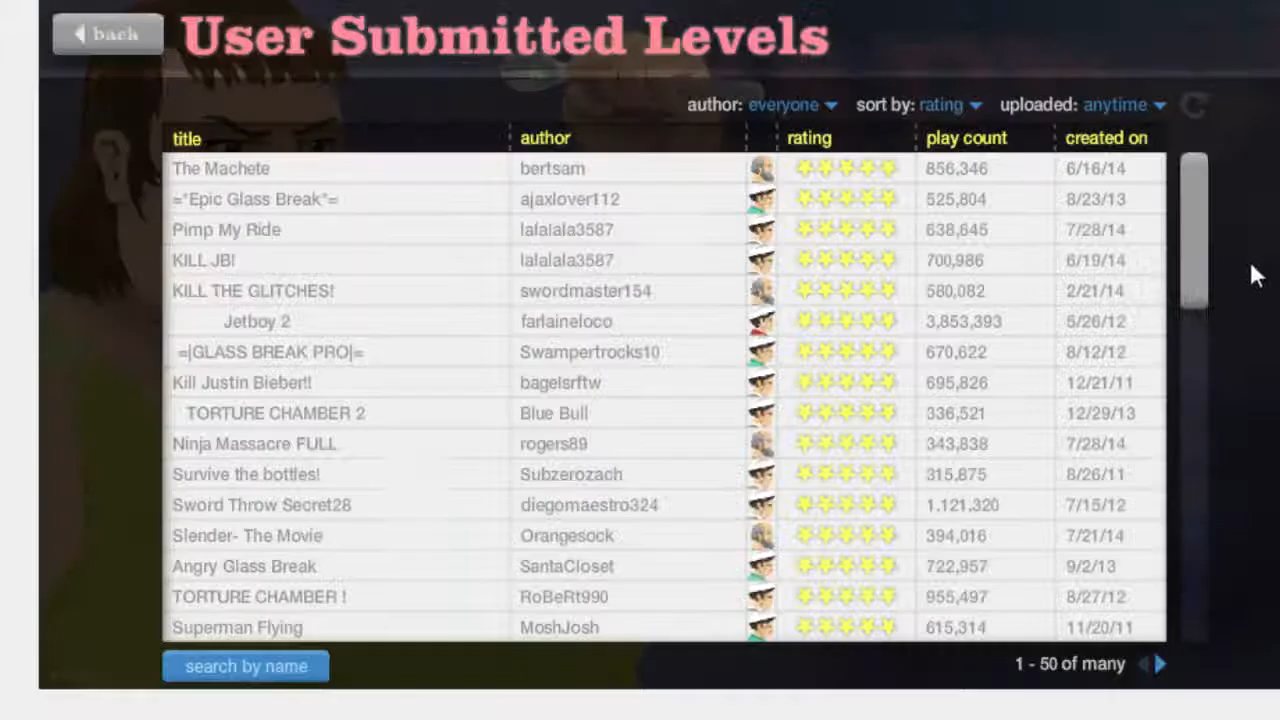 back
User Submitted Levels
author: everyone sort by: rating uploaded: anytime
title author rating play count created on
The Machete bertsam 856,346 6/16/14
="Epic Glass Break"= ajaxlover112 525,804 8/23/13
Pimp My Ride lalalala3587 638,645 7/28/14
KILL JB! lalalala3587 700,986 6/19/14
KILL THE GLITCHES! swordmaster154 580,082 2/21/14
Jetboy 2 farlaineloco 3,853,393 5/26/12
=|GLASS BREAK PRO|= Swampertrocks10 670,622 8/12/12
Kill Justin Bieber!! bagelsrftw 695,826 12/21/11
TORTURE CHAMBER 2 Blue Bull 336,521 12/29/13
Ninja Massacre FULL rogers89 343,838 7/28/14
Survive the bottles! Subzerozach 315,875 8/26/11
Sword Throw Secret28 diegomaestro324 1,121,320 7/15/12
Slender- The Movie Orangesock 394,016 7/21/14
Angry Glass Break SantaCloset 722,957 9/2/13
TORTURE CHAMBER ! RoBeRt990 955,497 8/27/12
Superman Flying MoshJosh 615,314 11/20/11
search by name
1 - 50 of many